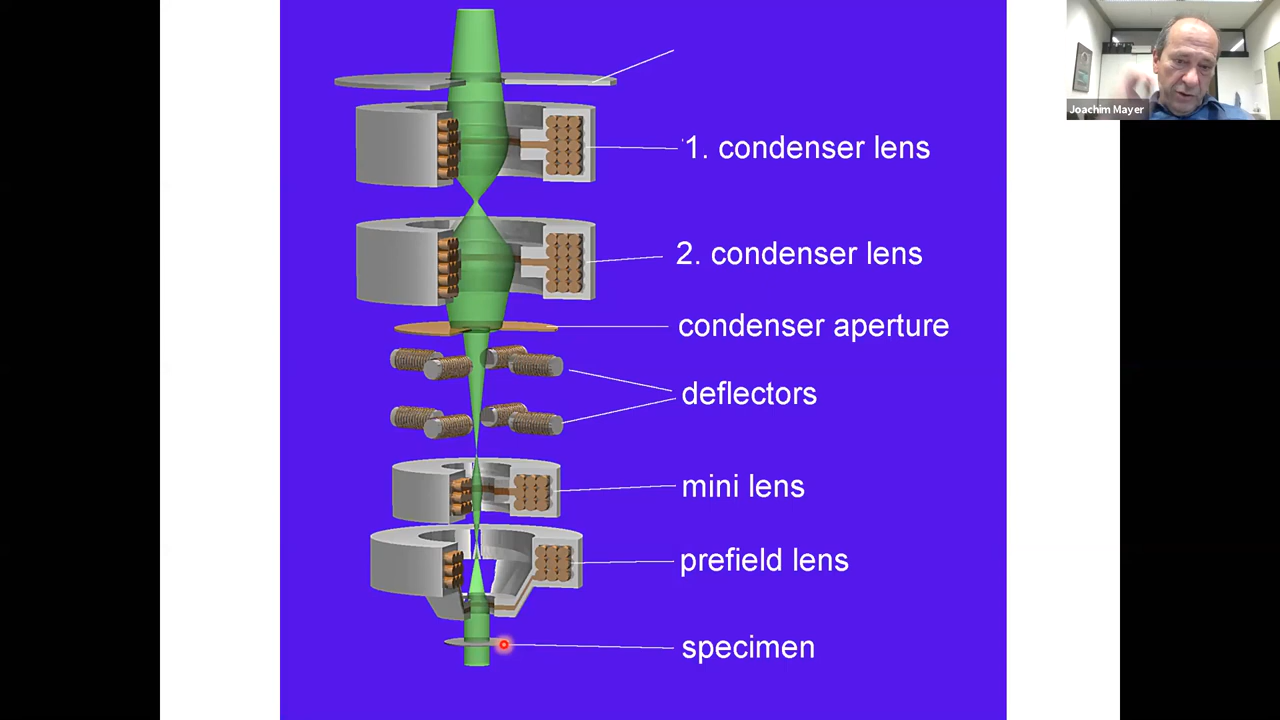 Joachim Mayer
1. condenser lens
2. condenser lens
condenser aperture
deflectors
mini lens
prefield lens
specimen